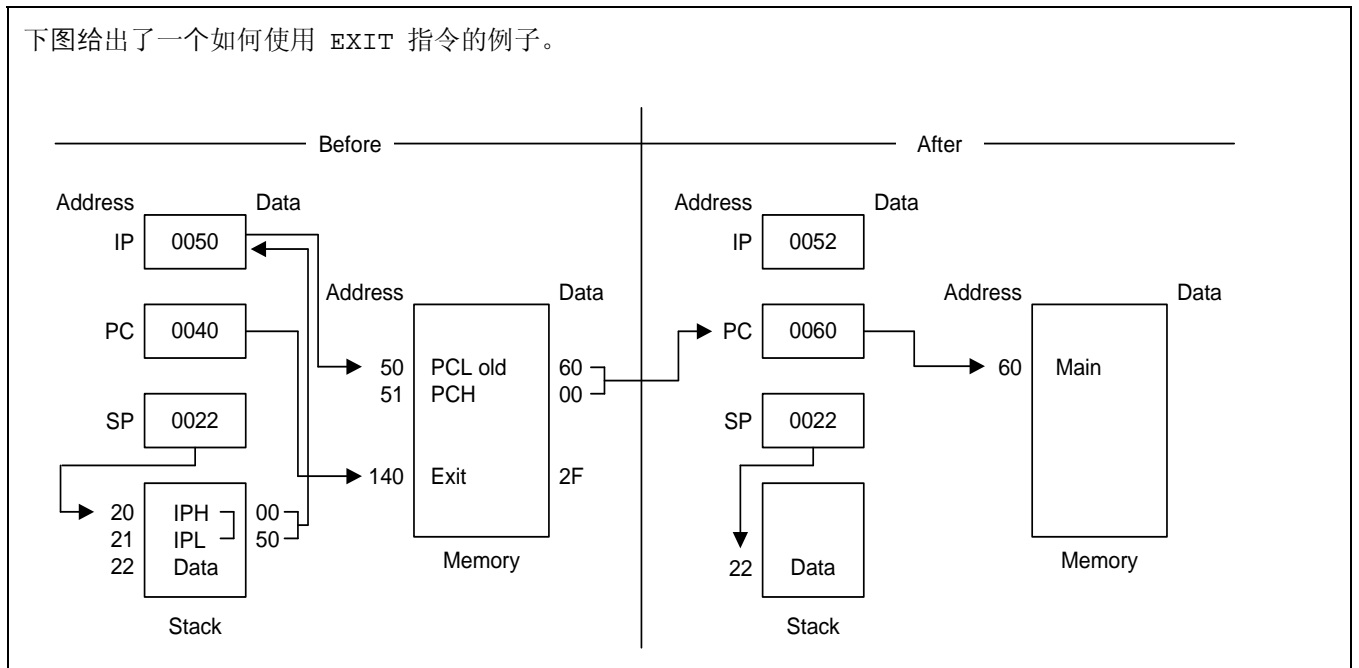 下图给出了一个如何使用 EXIT 指令的例子。
Before
After
Address Data
IP 0050
PC 0040
SP 0022
20 IPH 00
21 IPL 50
22 Data
Stack
Address Data
50 PCL old 60
51 PCH 00
140 Exit 2F
Memory
Address Data
IP 0052
PC 0060
SP 0022
22 Data
Stack
Address Data
60 Main
Memory